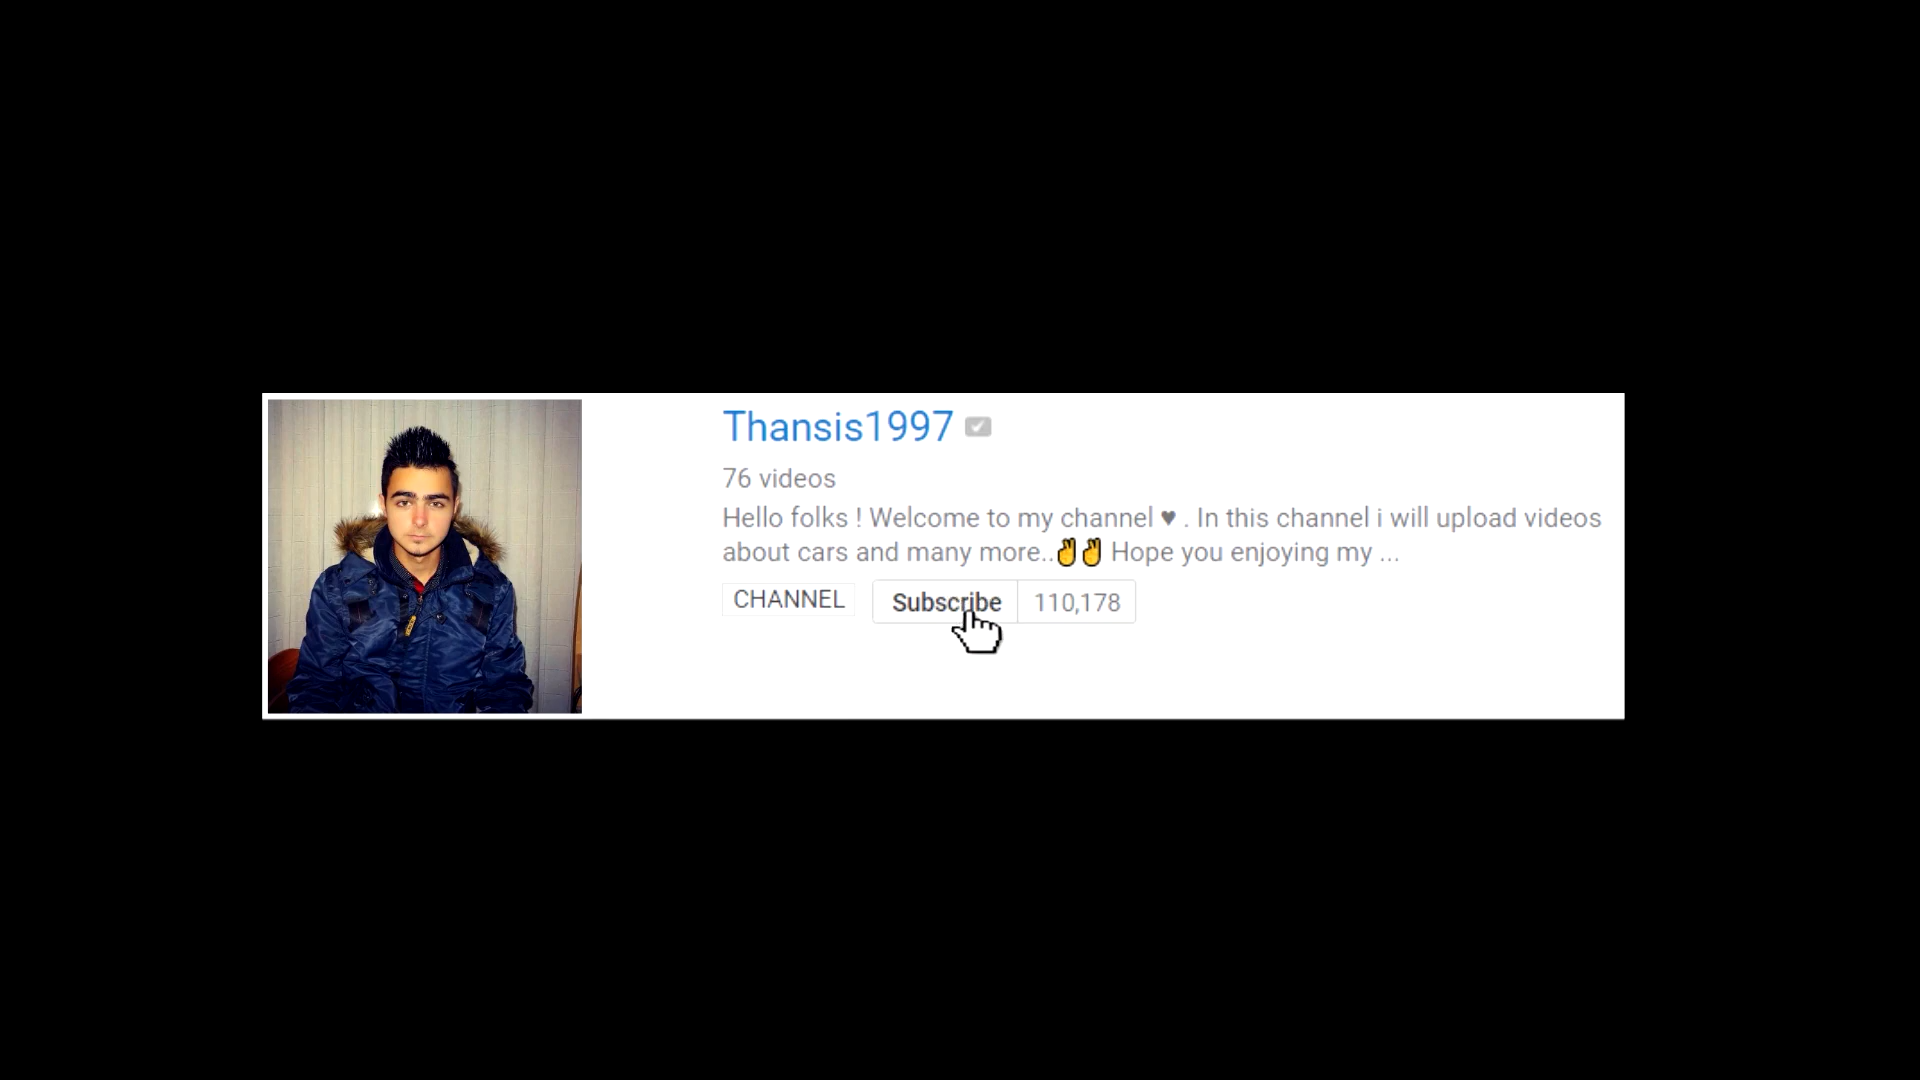 Thansis1997
76 videos
Hello folks ! Welcome to my channel ♥ . In this channel i will upload videos
about cars and many more..✌✌ Hope you enjoying my ...
CHANNEL Subscribe 110,178